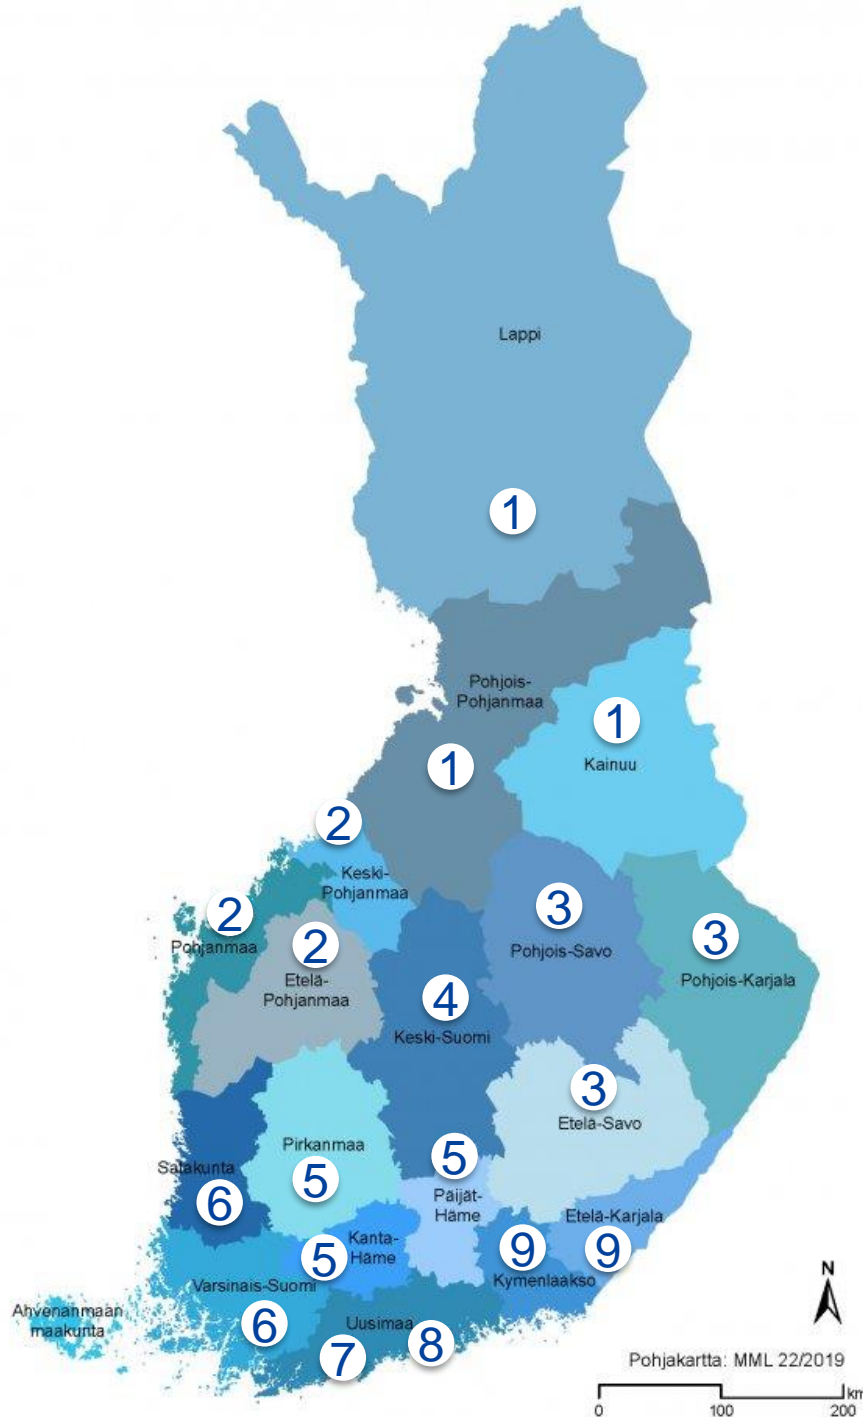 Lappi
1
Pohjois-
Pohjanmaa
1
Kainuu
1
2
Keski-
Pohjanmaa
2
Pohjanmaa
2
Etelä-
Pohjanmaa
3
Pohjois-Savo
3
Pohjois-Karjala
4
Keski-Suomi
3
Etelä-Savo
Pirkanmaa
5
5
Päijät-
Häme
Satakunta
6
Etelä-Karjala
9
Kanta-
Häme
5
9
Kymenlaakso
Varsinais-Suomi
6
Ahvenanmaan
maakunta
Uusimaa
7
8
N
Pohjakartta: MML 22/2019
km
0 100 200